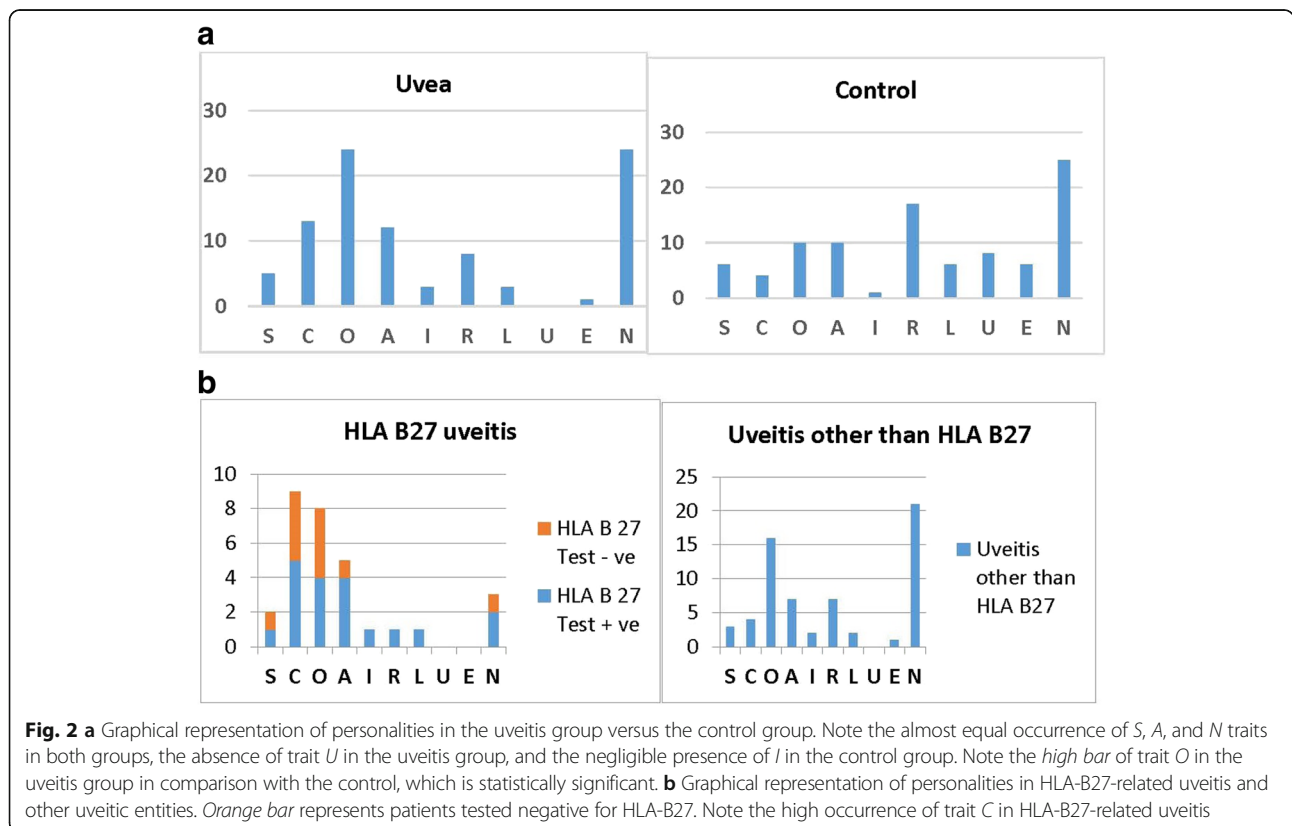 a
Uvea
30
20
10
0
S C O A I R L U E N
Control
30
20
10
0
S C O A I R L U E N
b
HLA B27 uveitis
10
8
6
4
2
0
S C O A I R L U E N
HLA B 27
Test - ve
HLA B 27
Test + ve
Uveitis other than HLA B27
25
20
15
10
5
0
S C O A I R L U E N
Uveitis
other than
HLA B27
Fig. 2 a Graphical representation of personalities in the uveitis group versus the control group. Note the almost equal occurrence of S, A, and N traits
in both groups, the absence of trait U in the uveitis group, and the negligible presence of I in the control group. Note the high bar of trait O in the
uveitis group in comparison with the control, which is statistically significant. b Graphical representation of personalities in HLA-B27-related uveitis and
other uveitic entities. Orange bar represents patients tested negative for HLA-B27. Note the high occurrence of trait C in HLA-B27-related uveitis